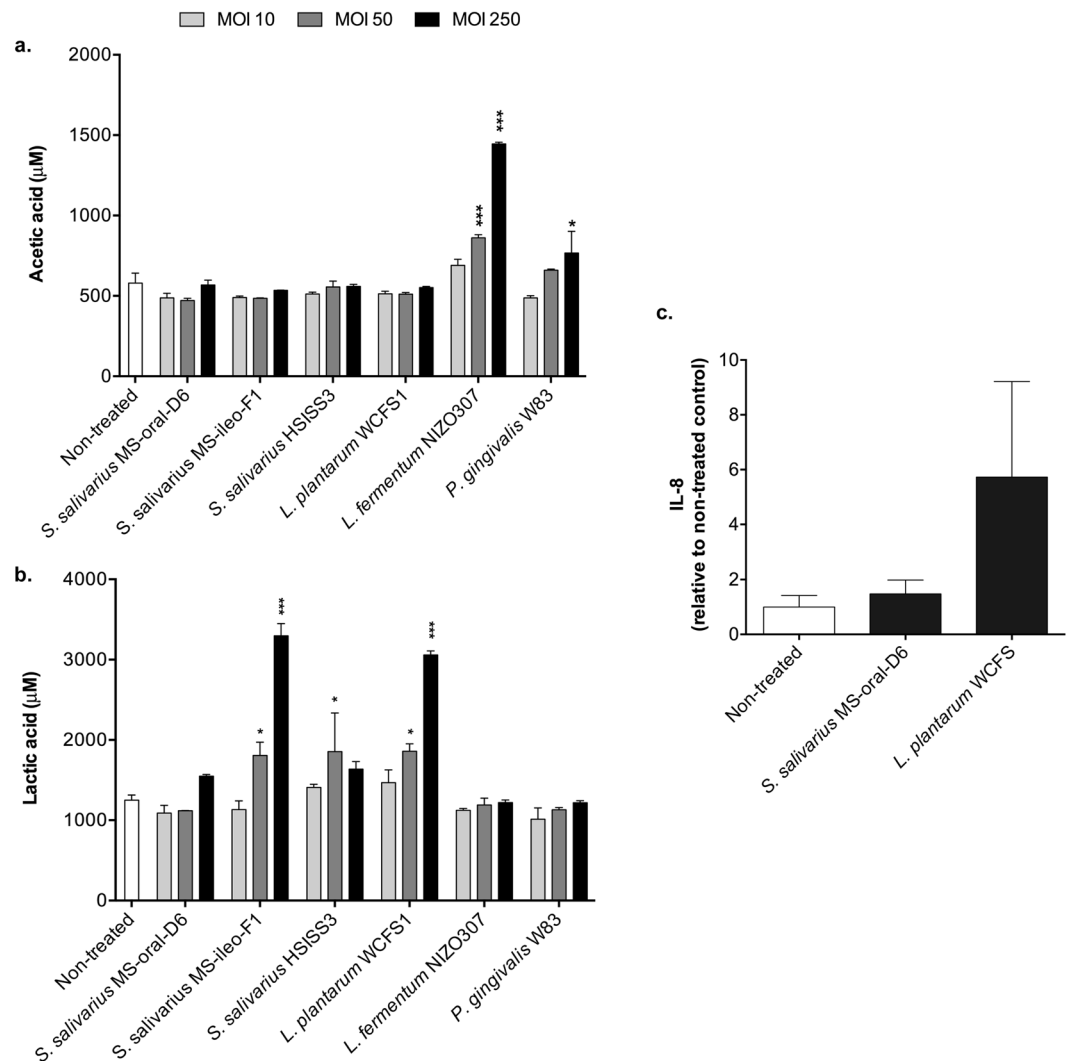 MOI 10 MOI 50 MOI 250
a.
2000
1500
1000
500
0
Acetic acid (μM)
***
***
*
Non-treated
S. salivarius MS-oral-D6
S. salivarius MS-ileo-F1
S. salivarius HSISS3
L. plantarum WCFS1
L. fermentum NIZO307
P. gingivalis W83
b.
4000
3000
2000
1000
0
Lactic acid (μM)
*
***
*
*
***
Non-treated
S. salivarius MS-oral-D6
S. salivarius MS-ileo-F1
S. salivarius HSISS3
L. plantarum WCFS1
L. fermentum NIZO307
P. gingivalis W83
c.
10
8
6
4
2
0
IL-8
(relative to non-treated control)
Non-treated
S. salivarius MS-oral-D6
L. plantarum WCFS